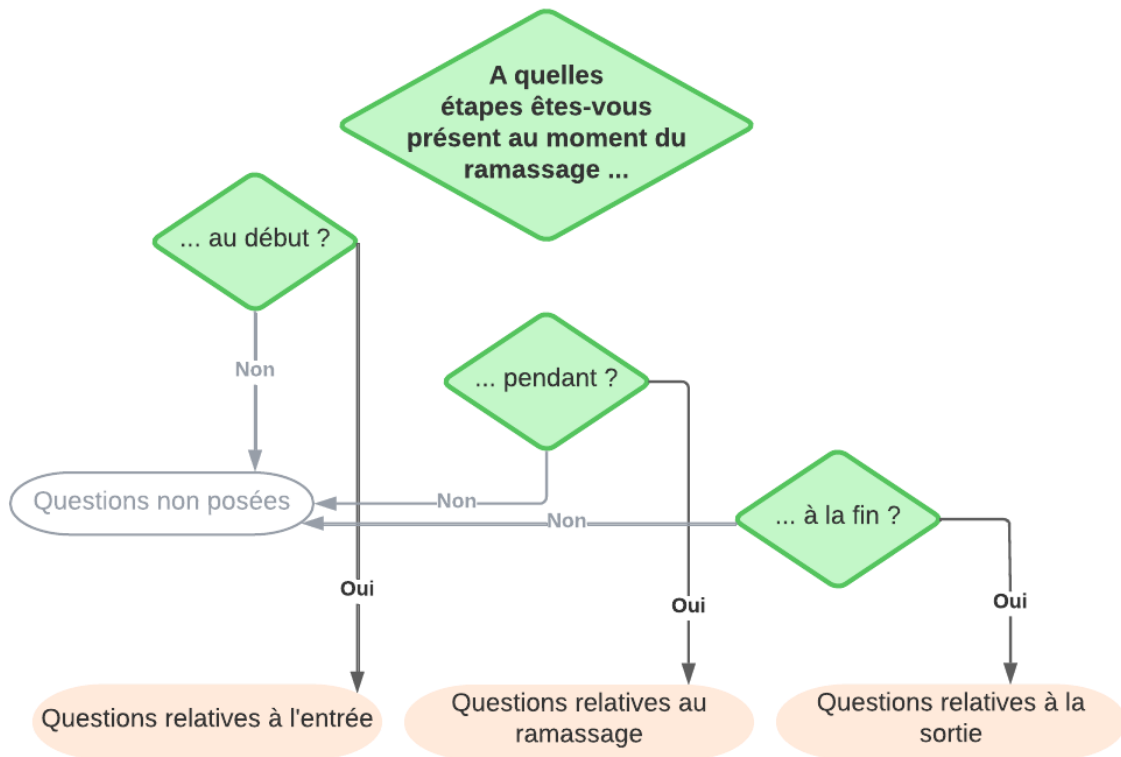 A quelles
étapes êtes-vous
présent au moment du
ramassage ...
... au début ?
Non
... pendant ?
Questions non posées
Non
Non
... à la fin ?
Oui
Oui
Oui
Questions relatives à l'entrée
Questions relatives au
ramassage
Questions relatives à la
sortie